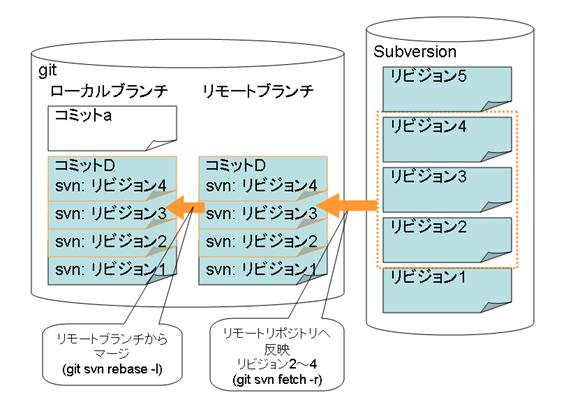 git
ローカルブランチ
コミットa
コミットD
svn: リビジョン4
svn: リビジョン3
svn: リビジョン2
svn: リビジョン1
リモートブランチ
コミットD
svn: リビジョン4
svn: リビジョン3
svn: リビジョン2
svn: リビジョン1
Subversion
リビジョン5
リビジョン4
リビジョン3
リビジョン2
リビジョン1
リモートブランチから
マージ
(git svn rebase -l)
リモートリポジトリへ
反映
リビジョン2～4
(git svn fetch -r)